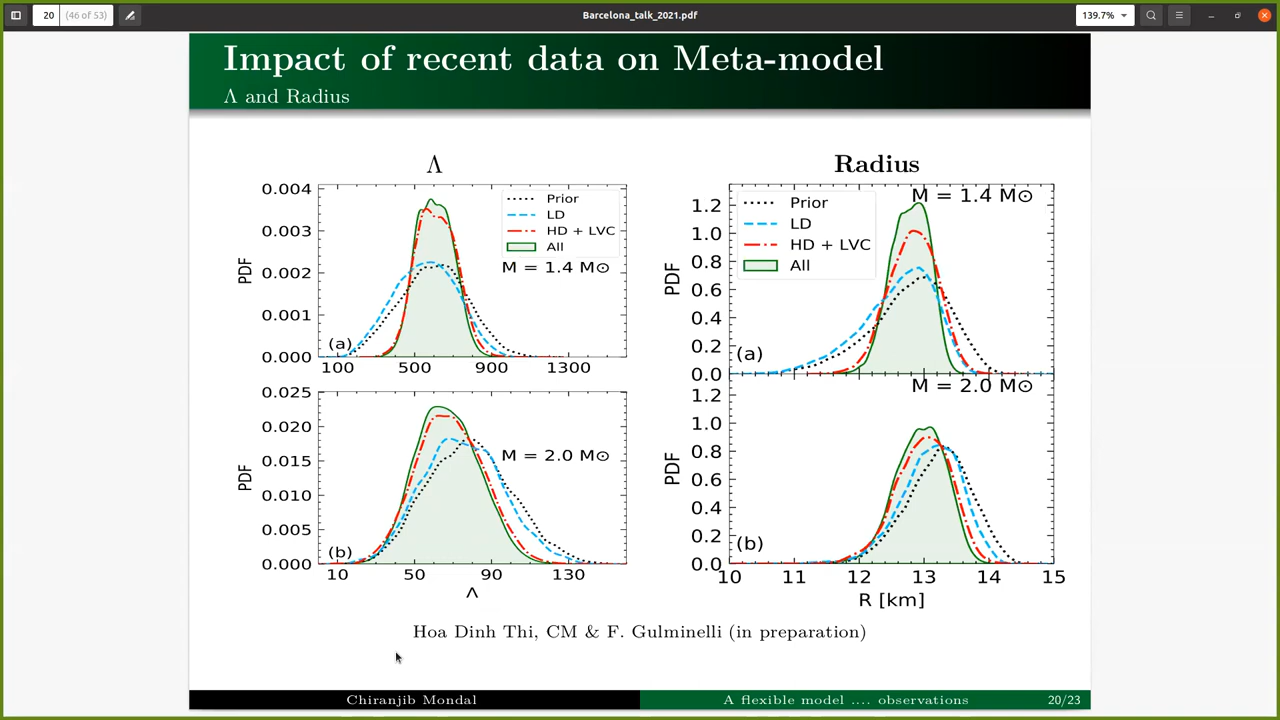 20 (46 of 53)
Barcelona_talk_2021.pdf
139.7%
Impact of recent data on Meta-model
Λ and Radius
Λ
0.004
0.003
0.002
0.001
0.000
PDF
Prior
LD
HD + LVC
All
M = 1.4 M⊙
(a)
100 500 900 1300
0.025
0.020
0.015
0.010
0.005
0.000
PDF
M = 2.0 M⊙
(b)
10 50 90 130
Λ
Radius
1.2
1.0
0.8
0.6
0.4
0.2
0.0
PDF
M = 1.4 M⊙
Prior
LD
HD + LVC
All
(a)
M = 2.0 M⊙
1.2
1.0
0.8
0.6
0.4
0.2
0.0
PDF
(b)
10 11 12 13 14 15
R [km]
Hoa Dinh Thi, CM & F. Gulminelli (in preparation)
Chiranjib Mondal
A flexible model .... observations
20/23